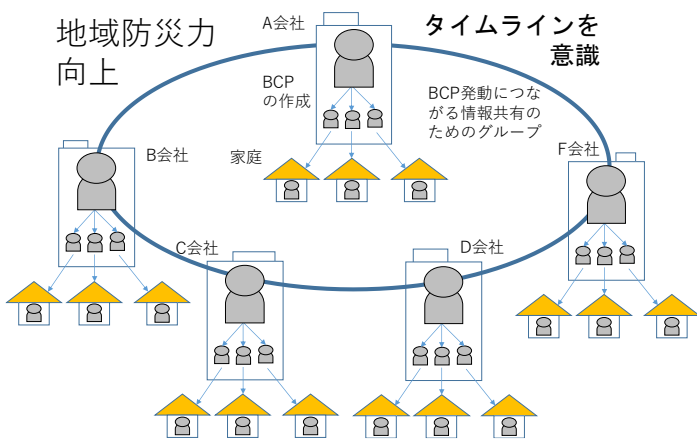 地域防災力
向上
A会社
タイムラインを
意識
BCP
の作成
BCP発動につな
がる情報共有の
ためのグループ
B会社
家庭
F会社
C会社
D会社